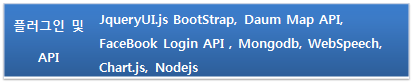 플러그인 및
API
JqueryUI.js BootStrap, Daum Map API,
FaceBook Login API , Mongodb, WebSpeech,
Chart.js, Nodejs